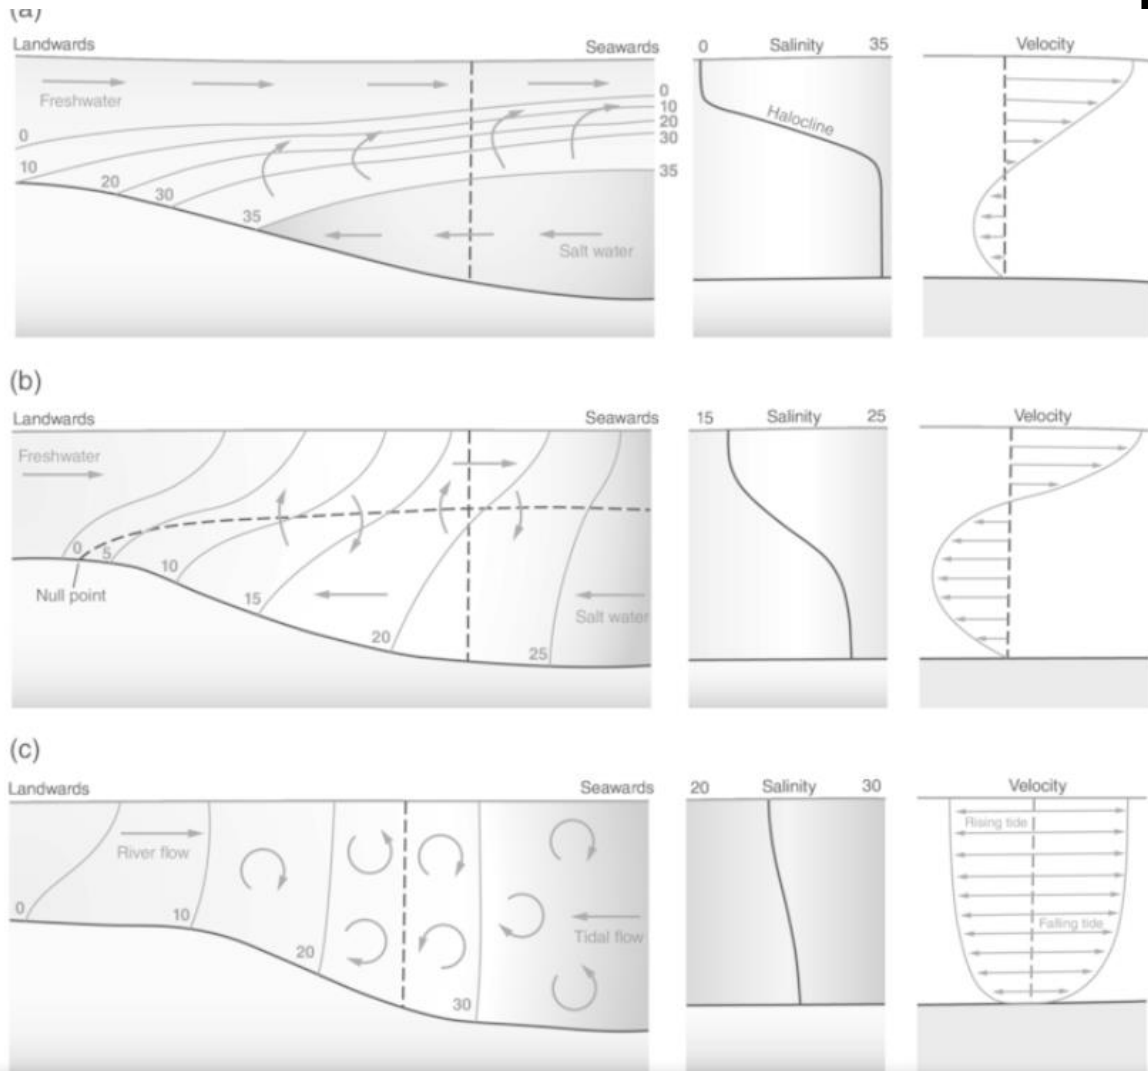 (a)
Landwards Seawards
0 Salinity 35
Velocity
Freshwater
0
10
20
30
35
0
10
20
30
35
Salt water
Halocline
(b)
Landwards Seawards
15 Salinity 25
Velocity
Freshwater
0
5
10
15
20
25
Null point
Salt water
(c)
Landwards Seawards
20 Salinity 30
Velocity
River flow
0
10
20
30
Tidal flow
Rising tide
Falling tide